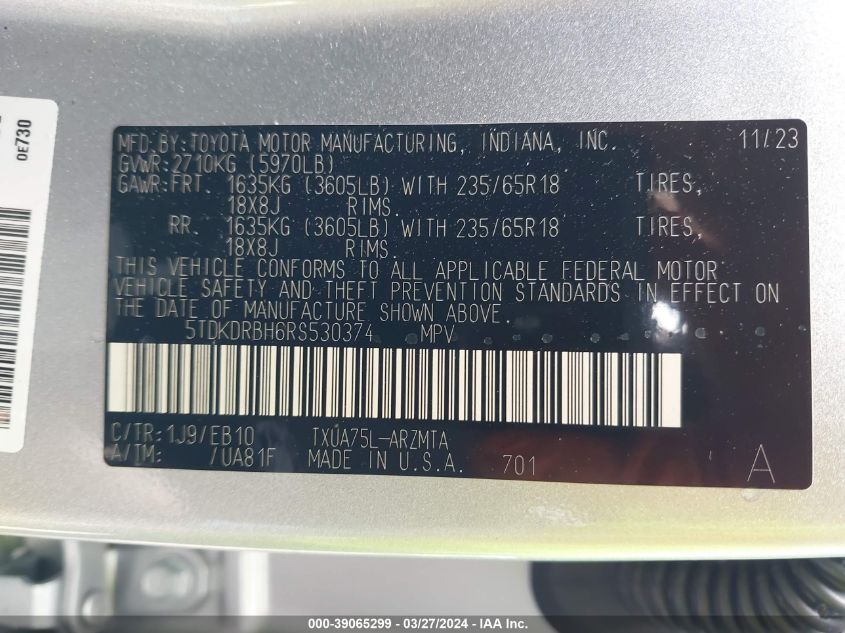 0E730
MFD.BY:TOYOTA MOTOR MANUFACTURING, INDIANA, INC. 11/23
GVWR:2710KG (5970LB)
GAWR:FRT. 1635KG (3605LB) WITH 235/65R18 TIRES,
18X8J RIMS.
RR. 1635KG (3605LB) WITH 235/65R18 TIRES,
18X8J RIMS.
THIS VEHICLE CONFORMS TO ALL APPLICABLE FEDERAL MOTOR
VEHICLE SAFETY AND THEFT PREVENTION STANDARDS IN EFFECT ON
THE DATE OF MANUFACTURE SHOWN ABOVE.
5TDKDRBH6RS530374 MPV
C/TR:1J9/EB10 TXUA75L-ARZMTA
A/TM: /UA81F MADE IN U.S.A. 701 A
000-39065299 - 03/27/2024 - IAA Inc.